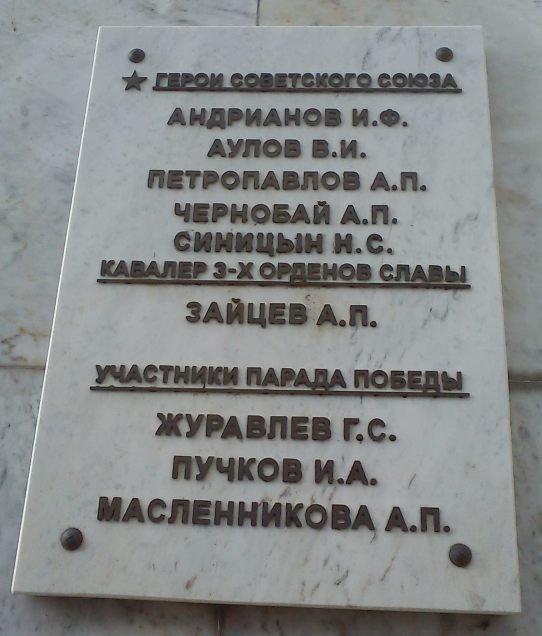 ГЕРОИ СОВЕТСКОГО СОЮЗА
АНДРИАНОВ И.Ф.
АУЛОВ В.И.
ПЕТРОПАВЛОВ А.П.
ЧЕРНОБАЙ А.П.
СИНИЦЫН Н.С.
КАВАЛЕР 3-Х ОРДЕНОВ СЛАВЫ
ЗАЙЦЕВ А.П.
УЧАСТНИКИ ПАРАДА ПОБЕДЫ
ЖУРАВЛЕВ Г.С.
ПУЧКОВ И.А.
МАСЛЕННИКОВА А.П.